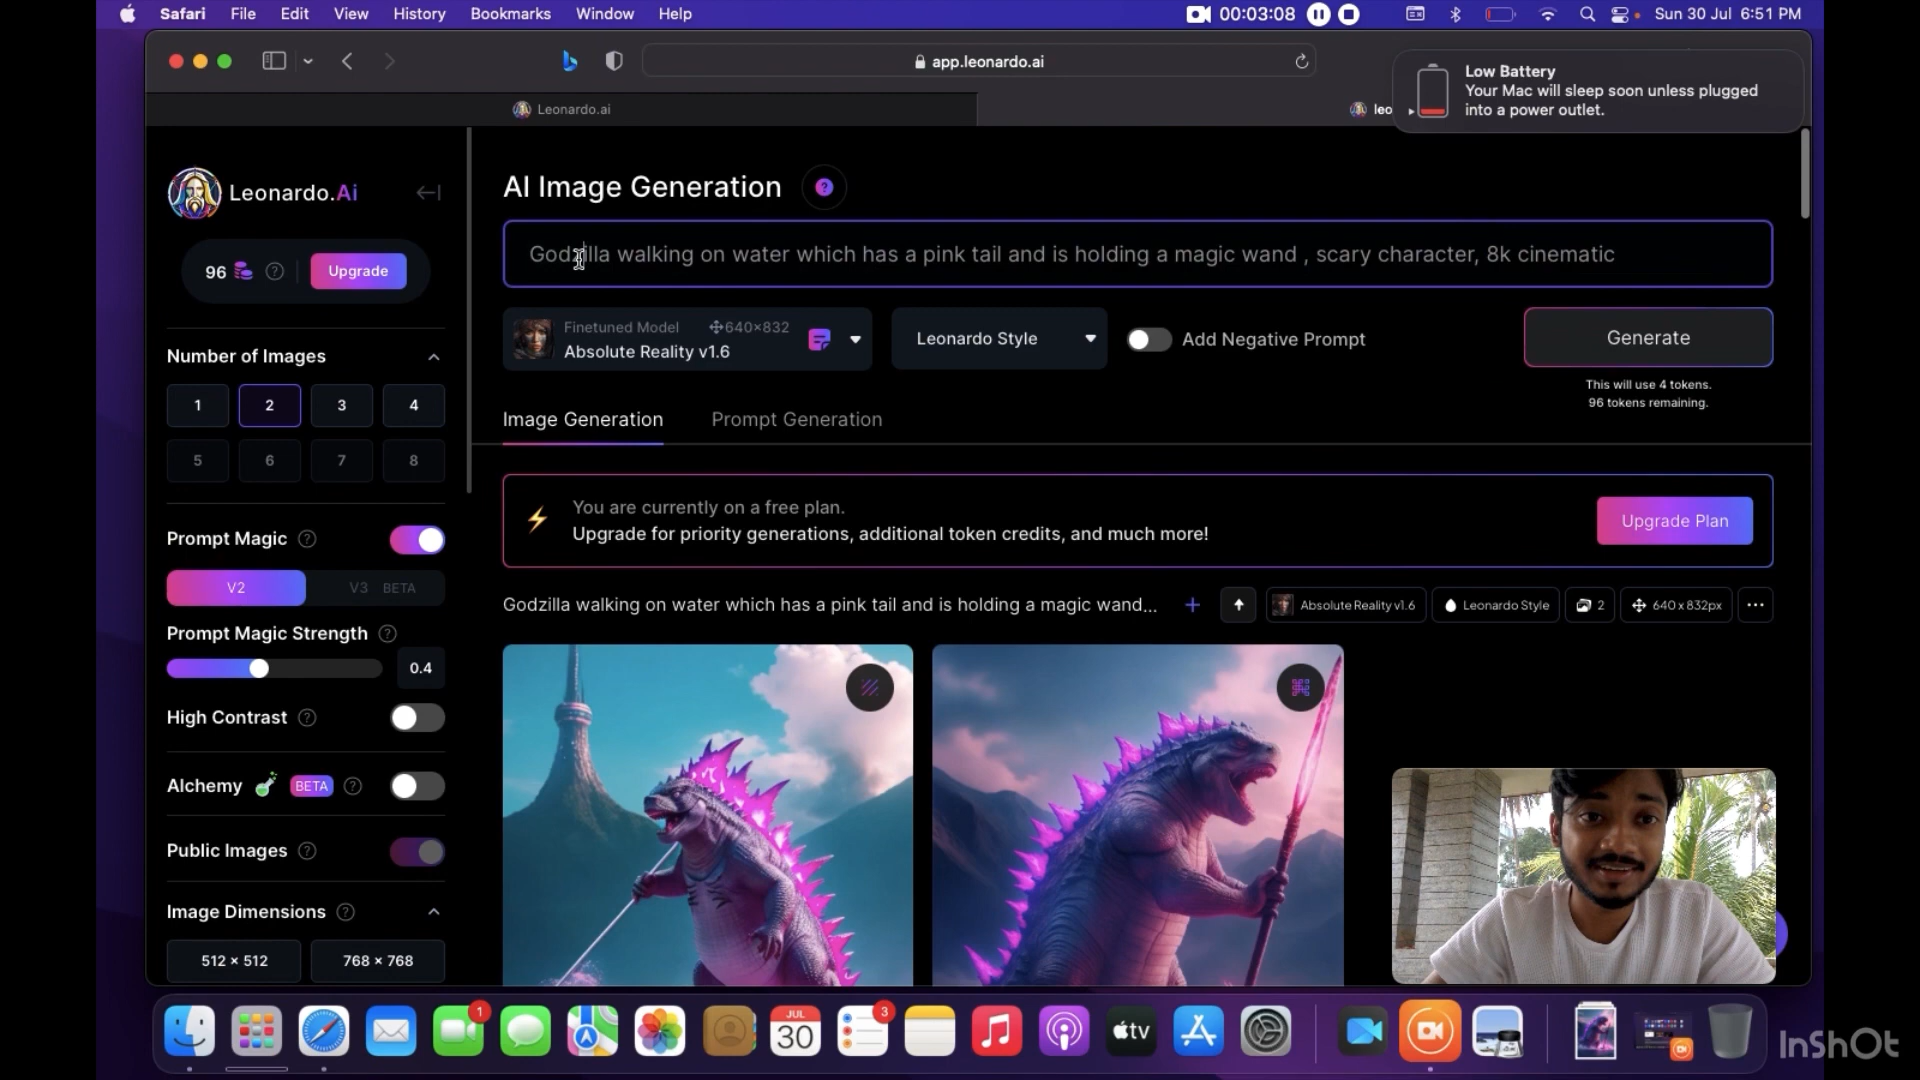 Safari File Edit View History Bookmarks Window Help 00:03:08 Sun 30 Jul 6:51 PM
app.leonardo.ai
Low Battery
Your Mac will sleep soon unless plugged
into a power outlet.
Leonardo.ai
leo
Leonardo.Ai
96 Upgrade
AI Image Generation
Godzilla walking on water which has a pink tail and is holding a magic wand , scary character, 8k cinematic
Finetuned Model 640×832
Absolute Reality v1.6
Leonardo Style
Add Negative Prompt
Generate
This will use 4 tokens.
96 tokens remaining.
Number of Images
1 2 3 4
5 6 7 8
Image Generation Prompt Generation
You are currently on a free plan.
Upgrade for priority generations, additional token credits, and much more!
Upgrade Plan
Prompt Magic
V2 V3 BETA
Prompt Magic Strength
0.4
High Contrast
Alchemy BETA
Public Images
Image Dimensions
512 × 512 768 × 768
Godzilla walking on water which has a pink tail and is holding a magic wand... Absolute Reality v1.6 Leonardo Style 2 640 x 832px
1
JUL
30
3
tv
InShOt